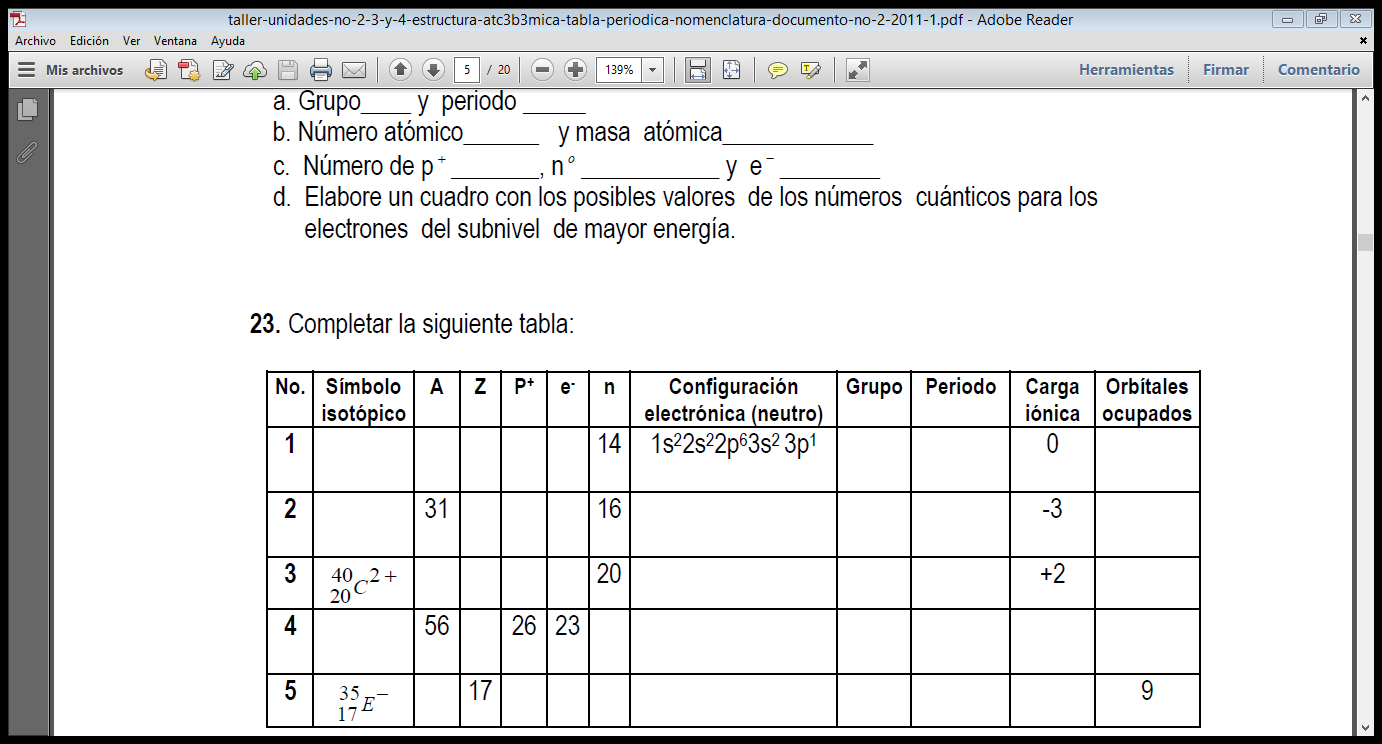 taller-unidades-no-2-3-y-4-estructura-atc3b3mica-tabla-periodica-nomenclatura-documento-no-2-2011-1.pdf - Adobe Reader
Archivo Edición Ver Ventana Ayuda
Mis archivos 5 / 20 139% Herramientas Firmar Comentario
a. Grupo____ y periodo _____
b. Número atómico______ y masa atómica____________
c. Número de p⁺ _______, n° ___________ y e⁻ ________
d. Elabore un cuadro con los posibles valores de los números cuánticos para los
electrones del subnivel de mayor energía.
23. Completar la siguiente tabla:
No. Símbolo isotópico A Z P⁺ e⁻ n Configuración electrónica (neutro) Grupo Periodo Carga iónica Orbítales ocupados
1 14 1s²2s²2p⁶3s² 3p¹ 0
2 31 16 -3
3 ⁴⁰₂₀C²⁺ 20 +2
4 56 26 23
5 ³⁵₁₇E⁻ 17 9